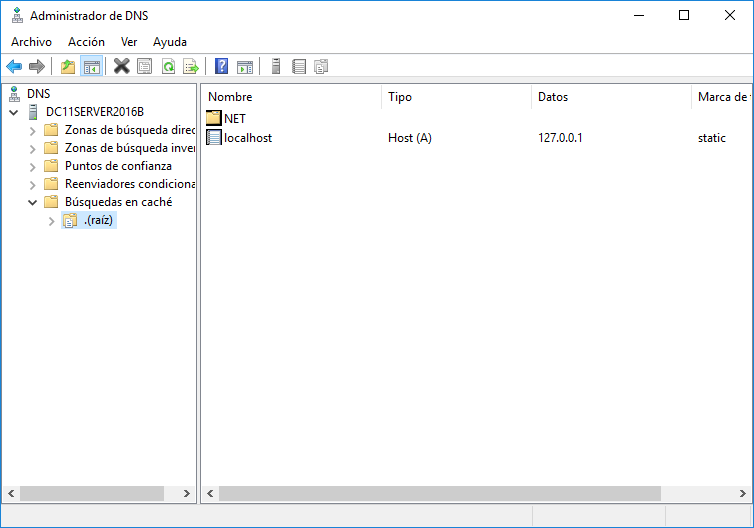 Administrador de DNS
Archivo Acción Ver Ayuda
DNS
DC11SERVER2016B
Zonas de búsqueda direc
Zonas de búsqueda inver
Puntos de confianza
Reenviadores condiciona
Búsquedas en caché
.(raíz)
Nombre Tipo Datos Marca de
NET
localhost Host (A) 127.0.0.1 static